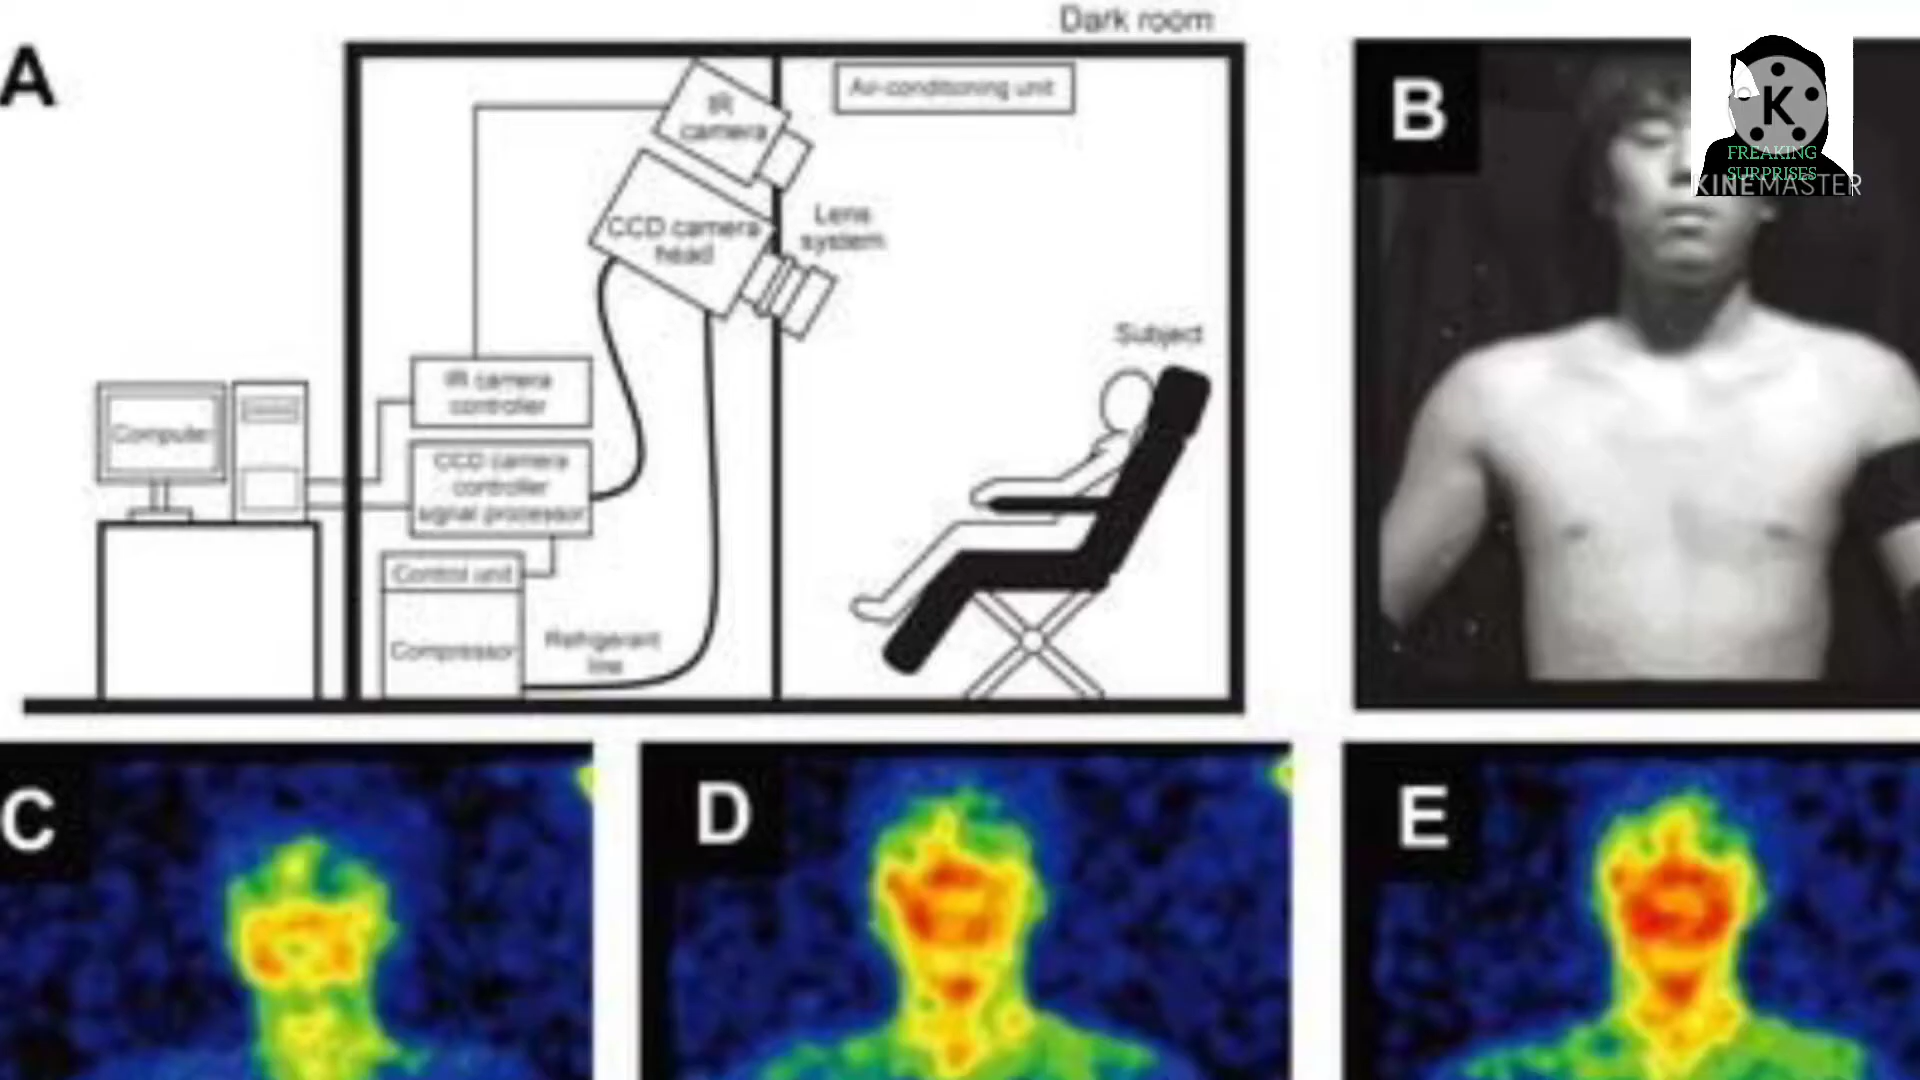 Dark room
A
IR
camera
Air-conditioning unit
B
K
FREAKING
SURPRISES
KINEMASTER
CCD camera
head
Lens
system
Subject
IR camera
controller
Computer
CCD camera
controller
signal processor
Control unit
Compressor
Refrigerant
line
C
D
E